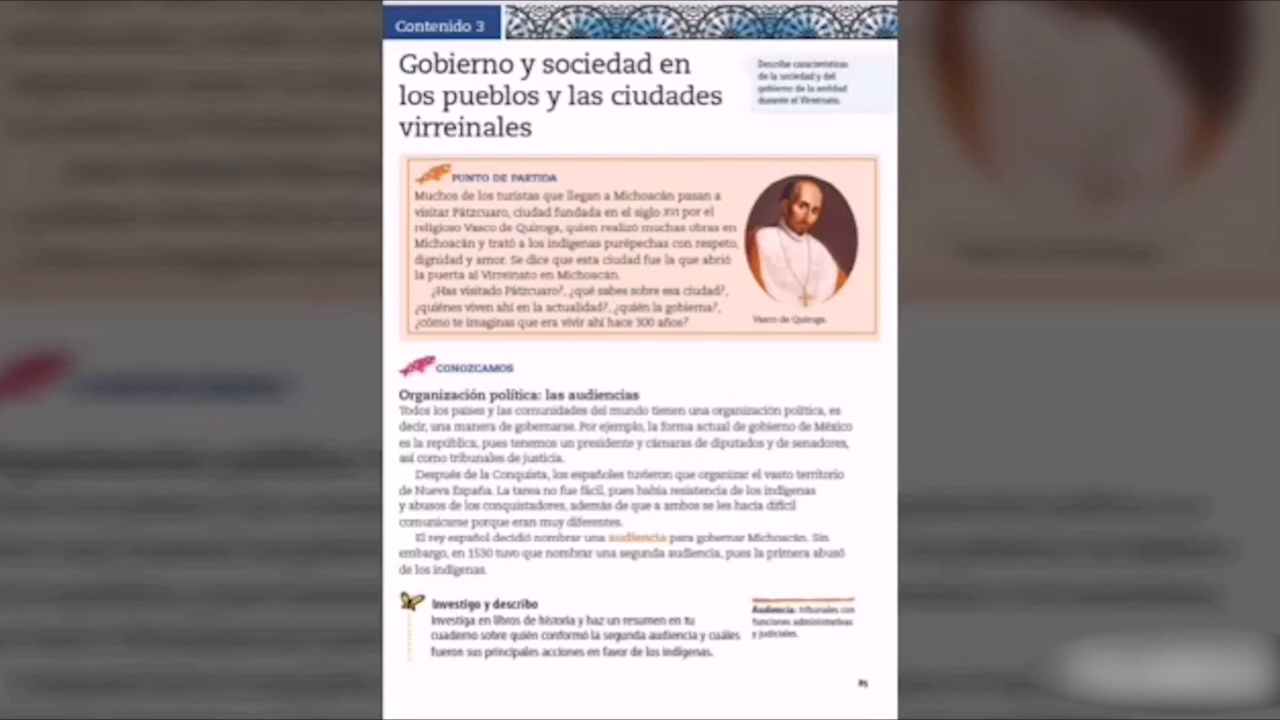 Contenido 3
Gobierno y sociedad en
los pueblos y las ciudades
virreinales
Describe características
de la sociedad y del
gobierno de la entidad
durante el Virreinato.
PUNTO DE PARTIDA
Muchos de los turistas que llegan a Michoacán pasan a
visitar Pátzcuaro, ciudad fundada en el siglo XVI por el
religioso Vasco de Quiroga, quien realizó muchas obras en
Michoacán y trató a los indígenas purépechas con respeto,
dignidad y amor. Se dice que esta ciudad fue la que abrió
la puerta al Virreinato en Michoacán.
¿Has visitado Pátzcuaro?, ¿qué sabes sobre esa ciudad?,
¿quiénes viven ahí en la actualidad?, ¿quién la gobierna?,
¿cómo te imaginas que era vivir ahí hace 300 años?
Vasco de Quiroga.
CONOZCAMOS
Organización política: las audiencias
Todos los países y las comunidades del mundo tienen una organización política, es
decir, una manera de gobernarse. Por ejemplo, la forma actual de gobierno de México
es la república, pues tenemos un presidente y cámaras de diputados y de senadores,
así como tribunales de justicia.
Después de la Conquista, los españoles tuvieron que organizar el vasto territorio
de Nueva España. La tarea no fue fácil, pues había resistencia de los indígenas
y abusos de los conquistadores, además de que a ambos se les hacía difícil
comunicarse porque eran muy diferentes.
El rey español decidió nombrar una audiencia para gobernar Michoacán. Sin
embargo, en 1530 tuvo que nombrar una segunda audiencia, pues la primera abusó
de los indígenas.
Investigo y describo
Investiga en libros de historia y haz un resumen en tu
cuaderno sobre quién conformó la segunda audiencia y cuáles
fueron sus principales acciones en favor de los indígenas.
Audiencia: tribunales con
funciones administrativas
y judiciales.
85